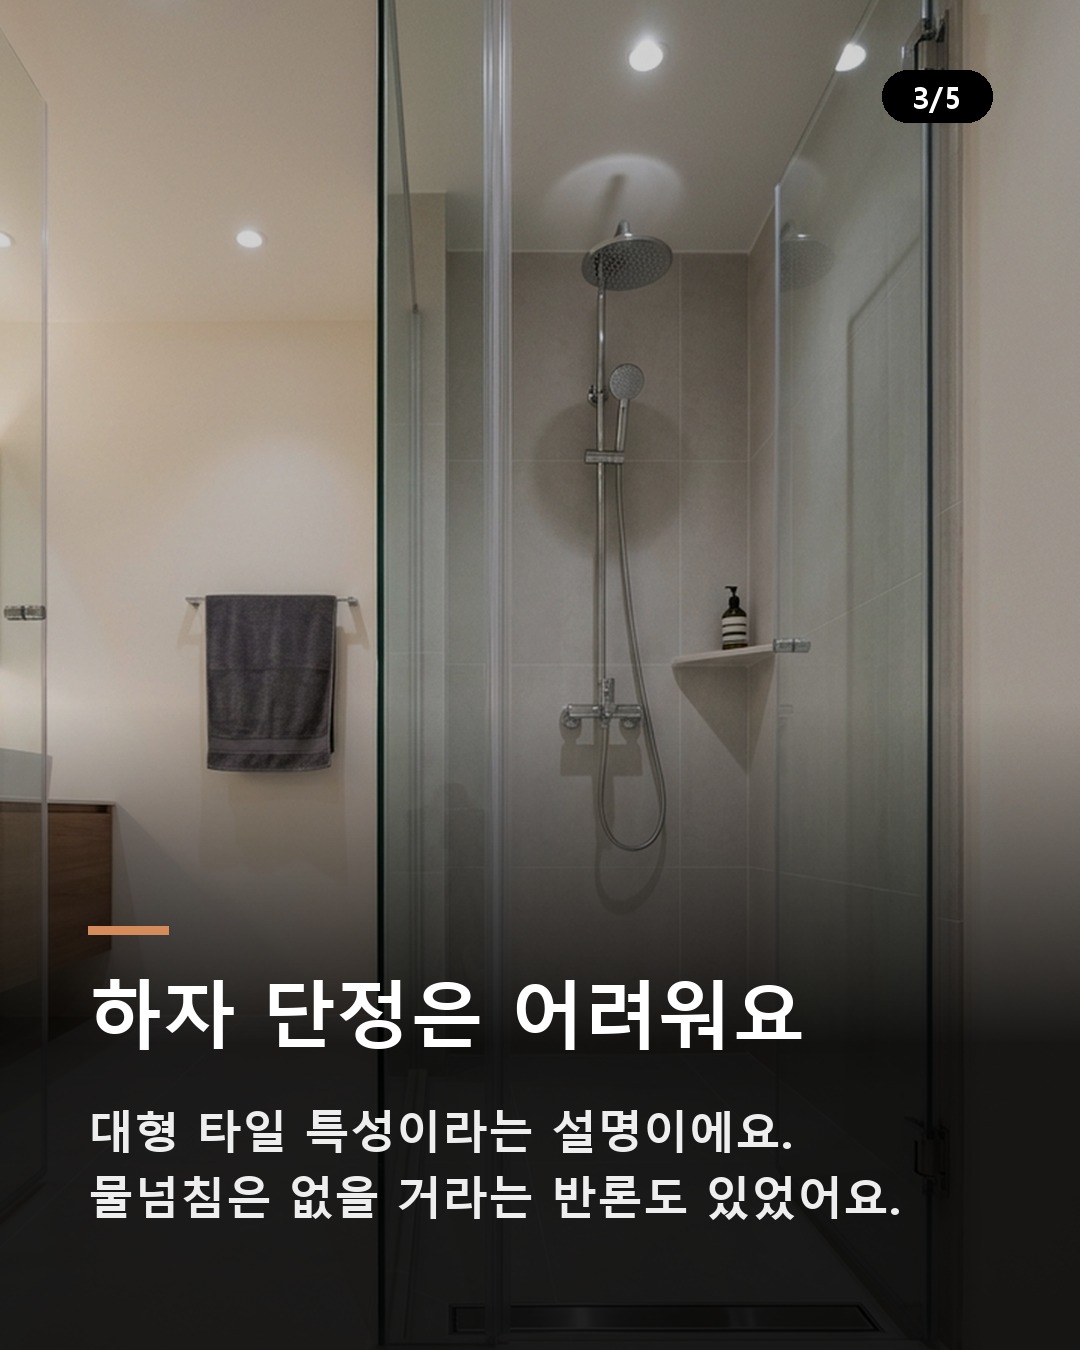 3/5
하자 단정은 어려워요
대형 타일 특성이라는 설명이에요.
물넘침은 없을 거라는 반론도 있었어요.